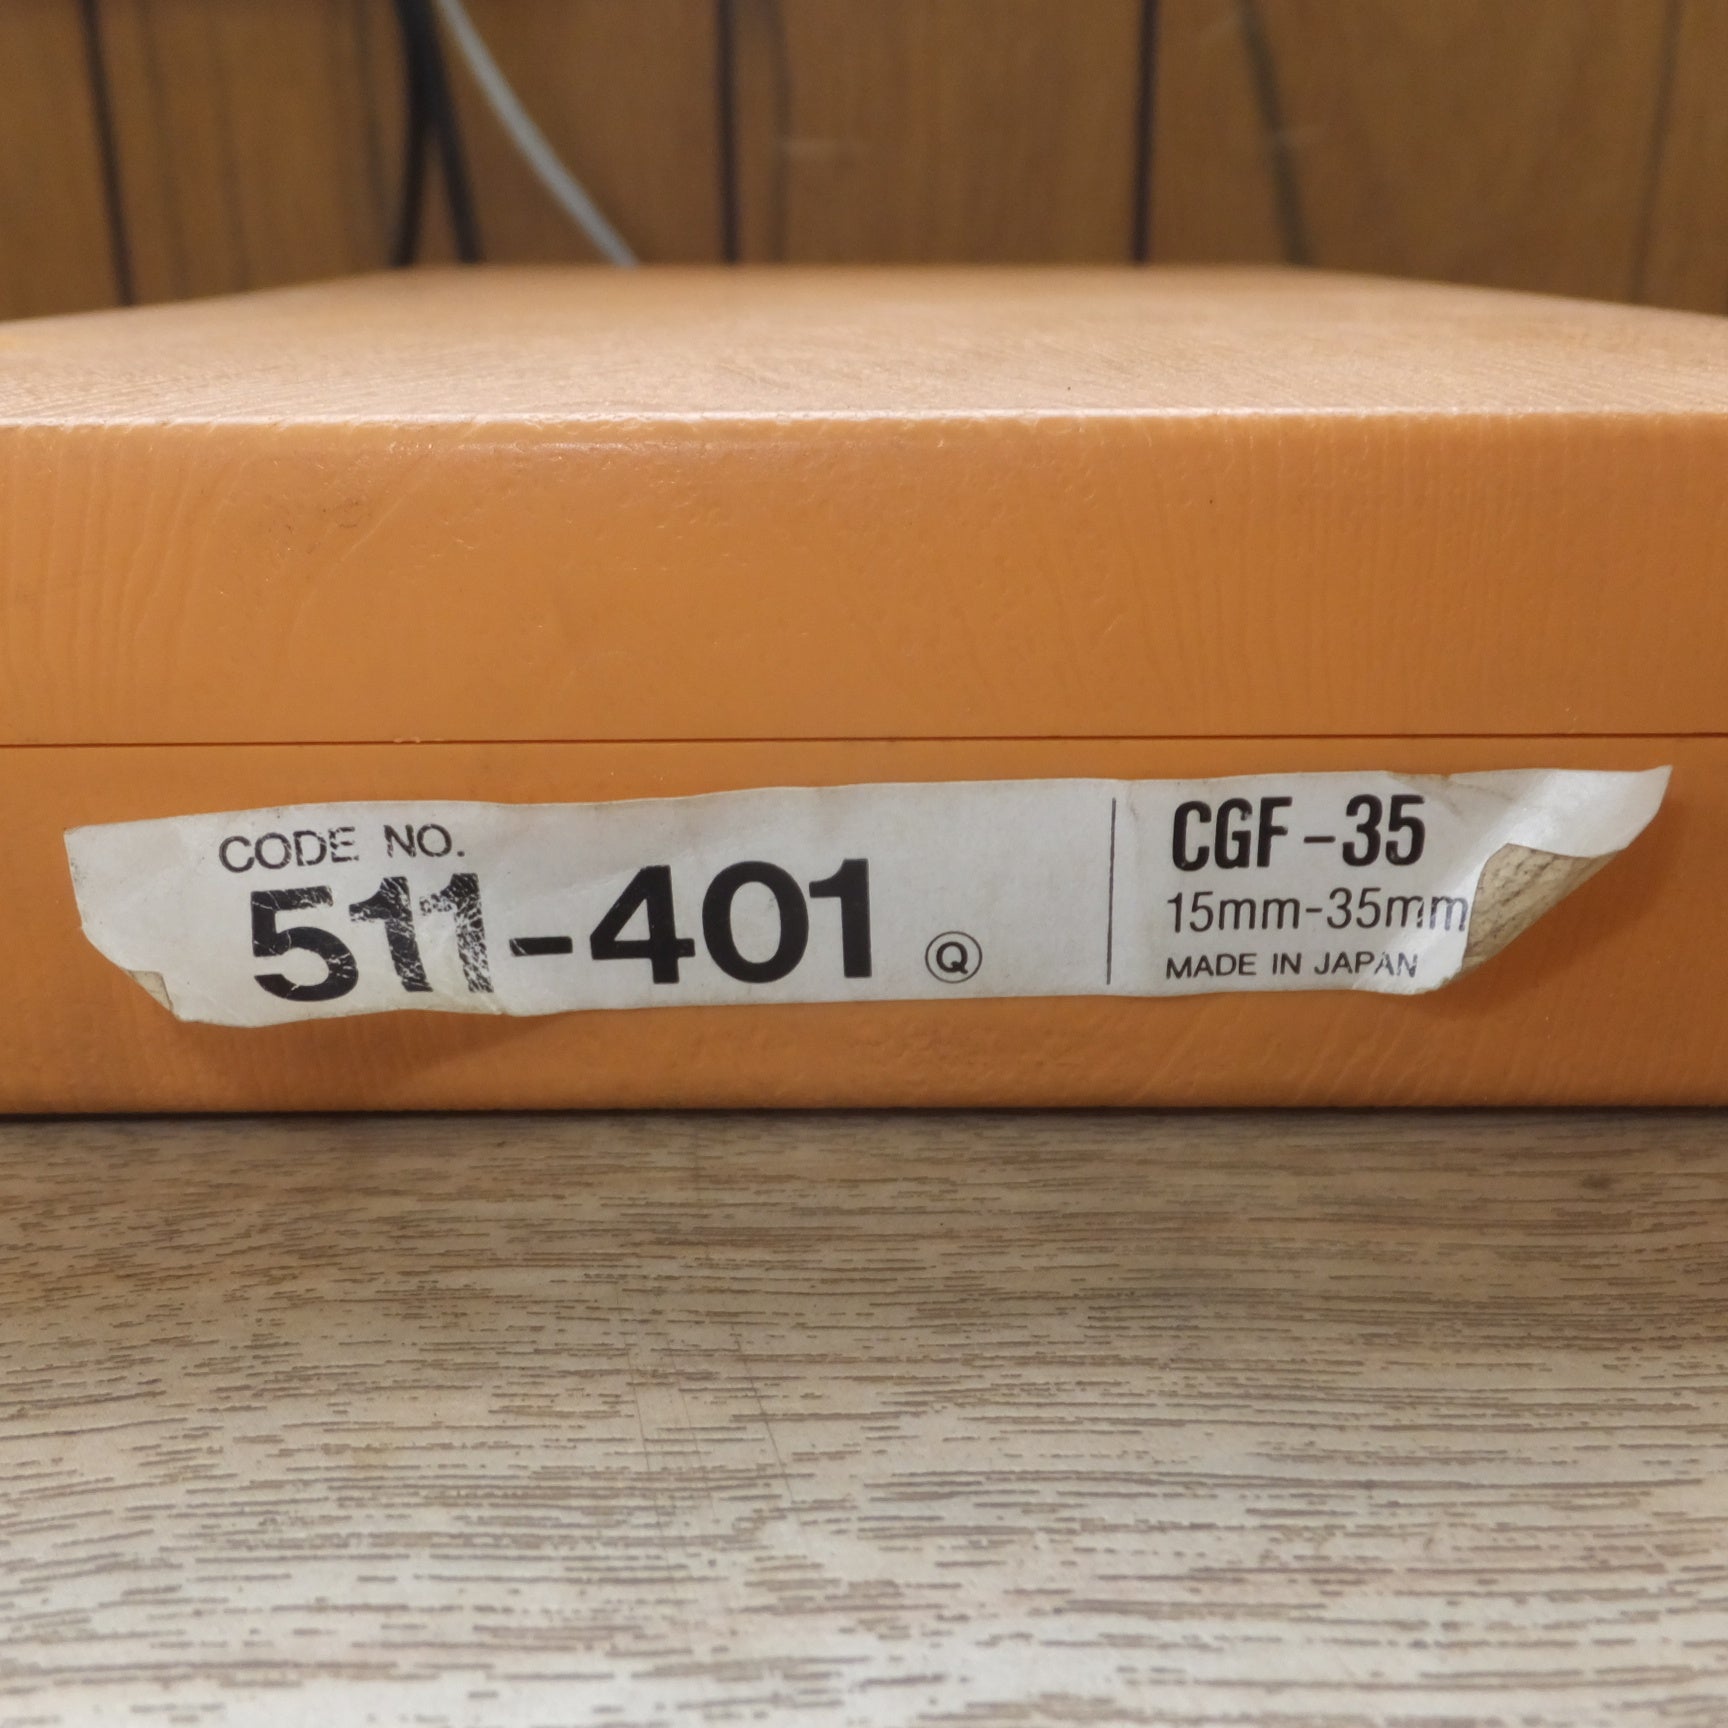 CODE NO.
511-401 Ⓠ
CGF-35
15mm-35mm
MADE IN JAPAN